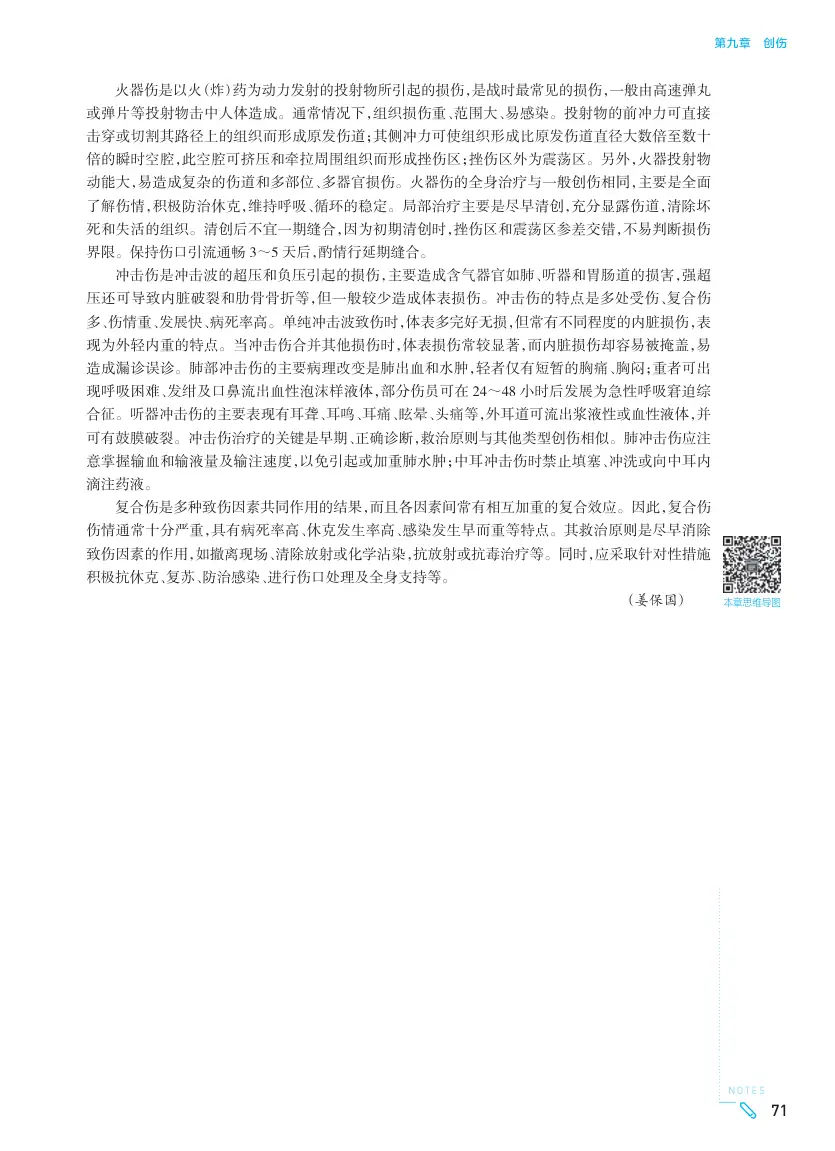 第九章 创伤
火器伤是以火(炸)药为动力发射的投射物所引起的损伤,是战时最常见的损伤,一般由高速弹丸
或弹片等投射物击中人体造成。通常情况下,组织损伤重、范围大、易感染。投射物的前冲力可直接
击穿或切割其路径上的组织而形成原发伤道;其侧冲力可使组织形成比原发伤道直径大数倍至数十
倍的瞬时空腔,此空腔可挤压和牵拉周围组织而形成挫伤区;挫伤区外为震荡区。另外,火器投射物
动能大,易造成复杂的伤道和多部位、多器官损伤。火器伤的全身治疗与一般创伤相同,主要是全面
了解伤情,积极防治休克,维持呼吸、循环的稳定。局部治疗主要是尽早清创,充分显露伤道,清除坏
死和失活的组织。清创后不宜一期缝合,因为初期清创时,挫伤区和震荡区参差交错,不易判断损伤
界限。保持伤口引流通畅 3～5 天后,酌情行延期缝合。
冲击伤是冲击波的超压和负压引起的损伤,主要造成含气器官如肺、听器和胃肠道的损害,强超
压还可导致内脏破裂和肋骨骨折等,但一般较少造成体表损伤。冲击伤的特点是多处受伤、复合伤
多、伤情重、发展快、病死率高。单纯冲击波致伤时,体表多完好无损,但常有不同程度的内脏损伤,表
现为外轻内重的特点。当冲击伤合并其他损伤时,体表损伤常较显著,而内脏损伤却容易被掩盖,易
造成漏诊误诊。肺部冲击伤的主要病理改变是肺出血和水肿,轻者仅有短暂的胸痛、胸闷;重者可出
现呼吸困难、发绀及口鼻流出血性泡沫样液体,部分伤员可在 24～48 小时后发展为急性呼吸窘迫综
合征。听器冲击伤的主要表现有耳聋、耳鸣、耳痛、眩晕、头痛等,外耳道可流出浆液性或血性液体,并
可有鼓膜破裂。冲击伤治疗的关键是早期、正确诊断,救治原则与其他类型创伤相似。肺冲击伤应注
意掌握输血和输液量及输注速度,以免引起或加重肺水肿;中耳冲击伤时禁止填塞、冲洗或向中耳内
滴注药液。
复合伤是多种致伤因素共同作用的结果,而且各因素间常有相互加重的复合效应。因此,复合伤
伤情通常十分严重,具有病死率高、休克发生率高、感染发生早而重等特点。其救治原则是尽早消除
致伤因素的作用,如撤离现场、清除放射或化学沾染,抗放射或抗毒治疗等。同时,应采取针对性措施
积极抗休克、复苏、防治感染、进行伤口处理及全身支持等。
(姜保国)
本章思维导图
NOTES
71